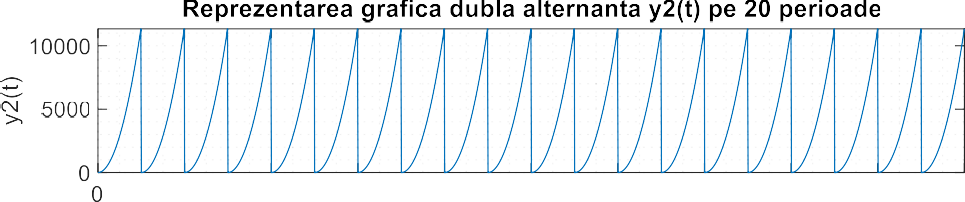 Reprezentarea grafica dubla alternanta y2(t) pe 20 perioade
10000
5000
0
y2(t)
0